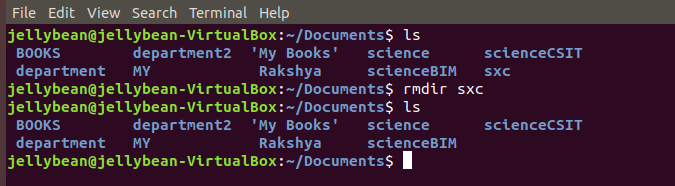 File Edit View Search Terminal Help
jellybean@jellybean-VirtualBox:~/Documents$ ls
BOOKS department2 'My Books' science scienceCSIT
department MY Rakshya scienceBIM sxc
jellybean@jellybean-VirtualBox:~/Documents$ rmdir sxc
jellybean@jellybean-VirtualBox:~/Documents$ ls
BOOKS department2 'My Books' science scienceCSIT
department MY Rakshya scienceBIM
jellybean@jellybean-VirtualBox:~/Documents$